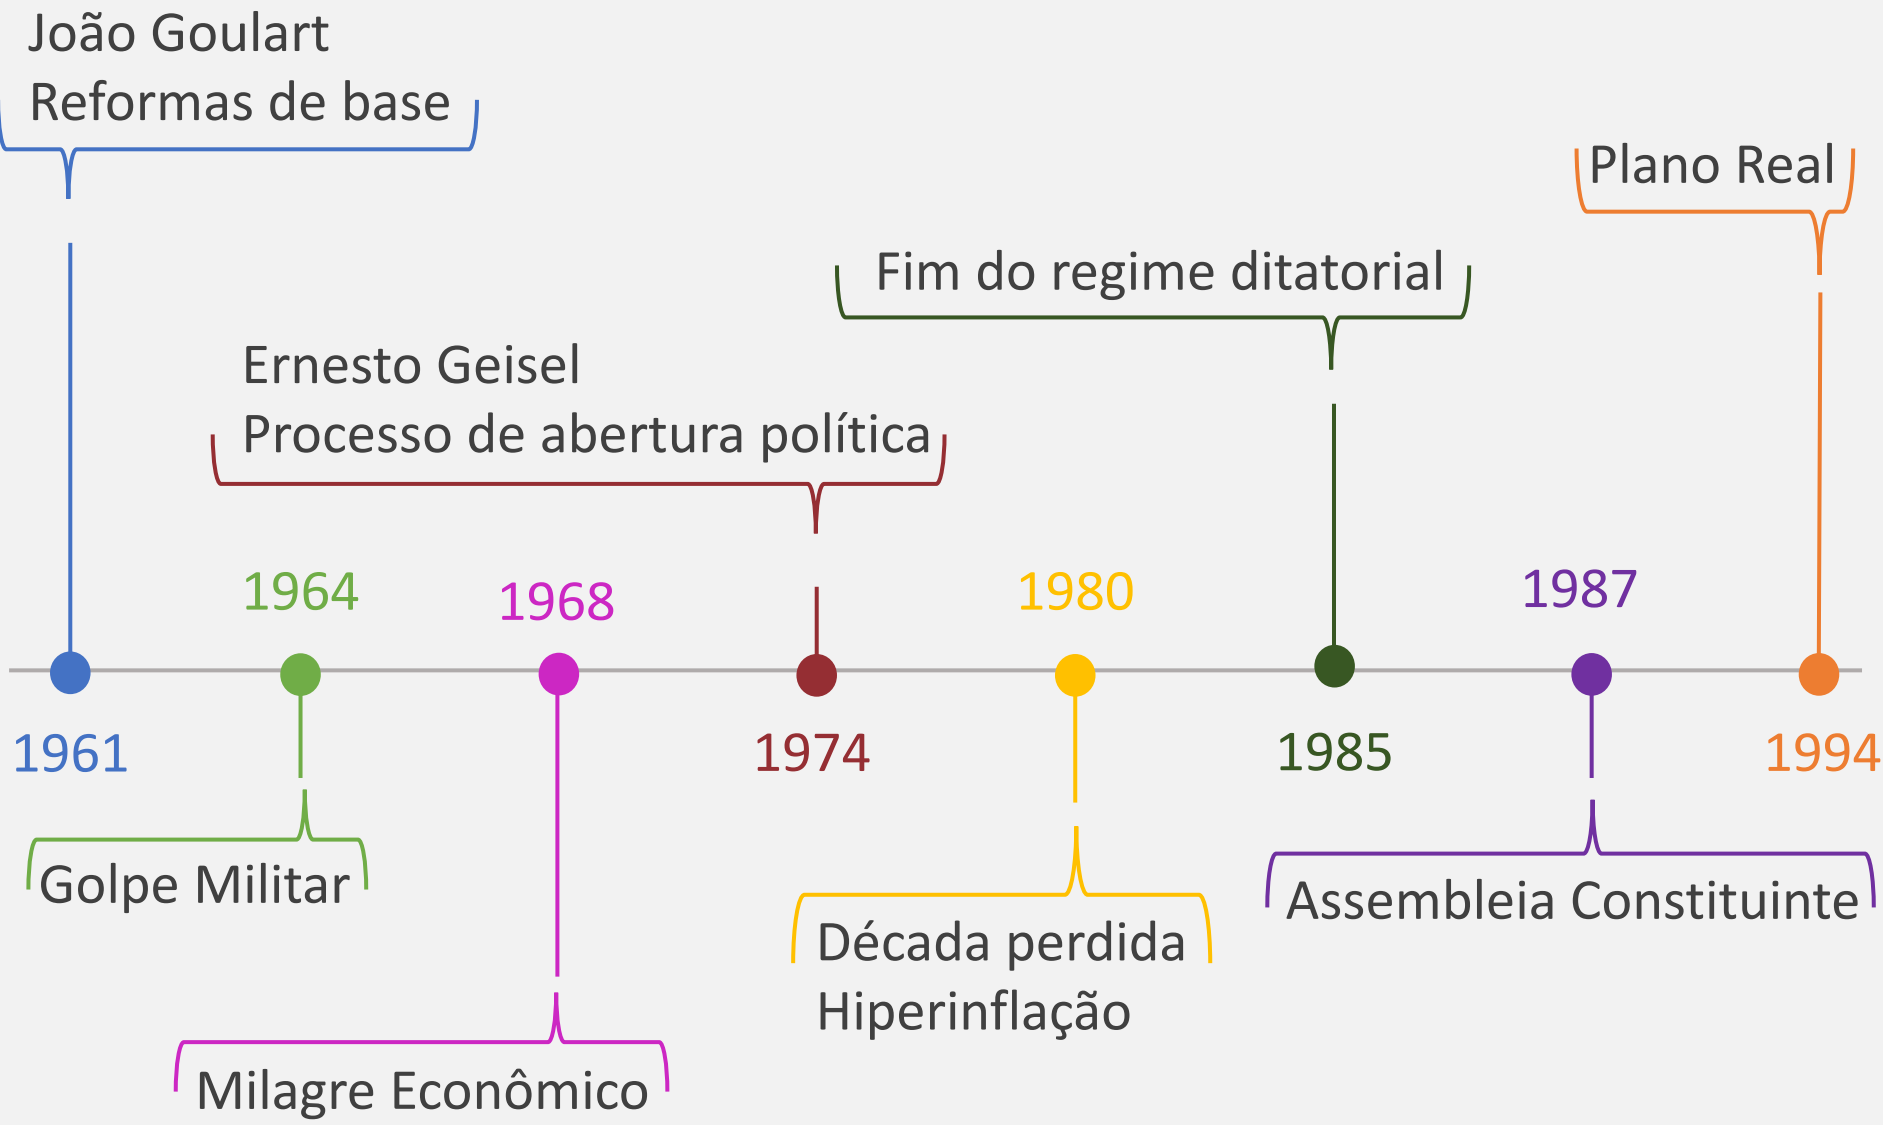 João Goulart
Reformas de base
Plano Real
Fim do regime ditatorial
Ernesto Geisel
Processo de abertura política
1964
1968
1980
1987
1961
1974
1985
1994
Golpe Militar
Assembleia Constituinte
Década perdida
Hiperinflação
Milagre Econômico